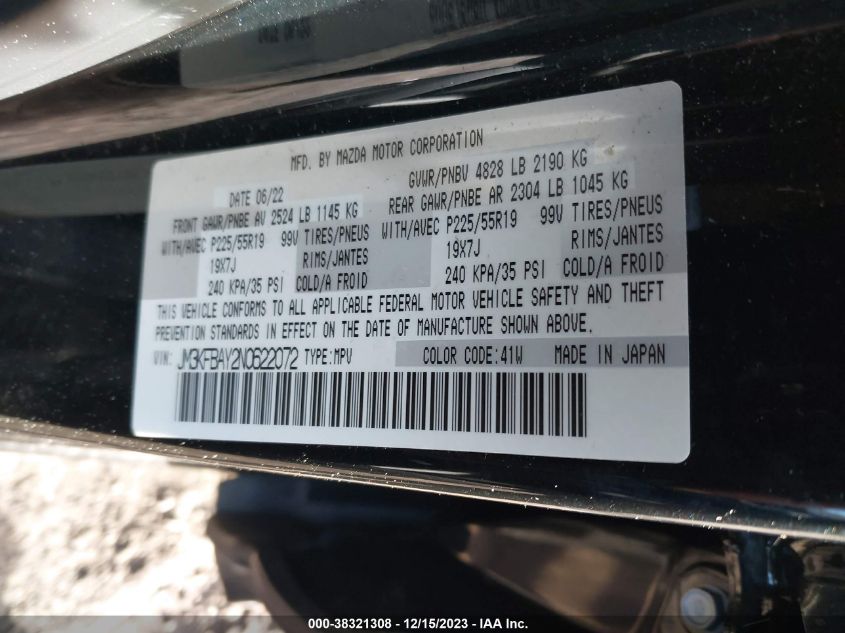 MFD. BY MAZDA MOTOR CORPORATION
DATE 06/22 GVWR/PNBV 4828 LB 2190 KG
FRONT GAWR/PNBE AV 2524 LB 1145 KG REAR GAWR/PNBE AR 2304 LB 1045 KG
WITH/AVEC P225/55R19 99V TIRES/PNEUS WITH/AVEC P225/55R19 99V TIRES/PNEUS
19X7J RIMS/JANTES 19X7J RIMS/JANTES
240 KPA/35 PSI COLD/A FROID 240 KPA/35 PSI COLD/A FROID
THIS VEHICLE CONFORMS TO ALL APPLICABLE FEDERAL MOTOR VEHICLE SAFETY AND THEFT
PREVENTION STANDARDS IN EFFECT ON THE DATE OF MANUFACTURE SHOWN ABOVE.
VIN: JM3KFBAY2N0622072 TYPE:MPV COLOR CODE:41W MADE IN JAPAN
000-38321308 - 12/15/2023 - IAA Inc.